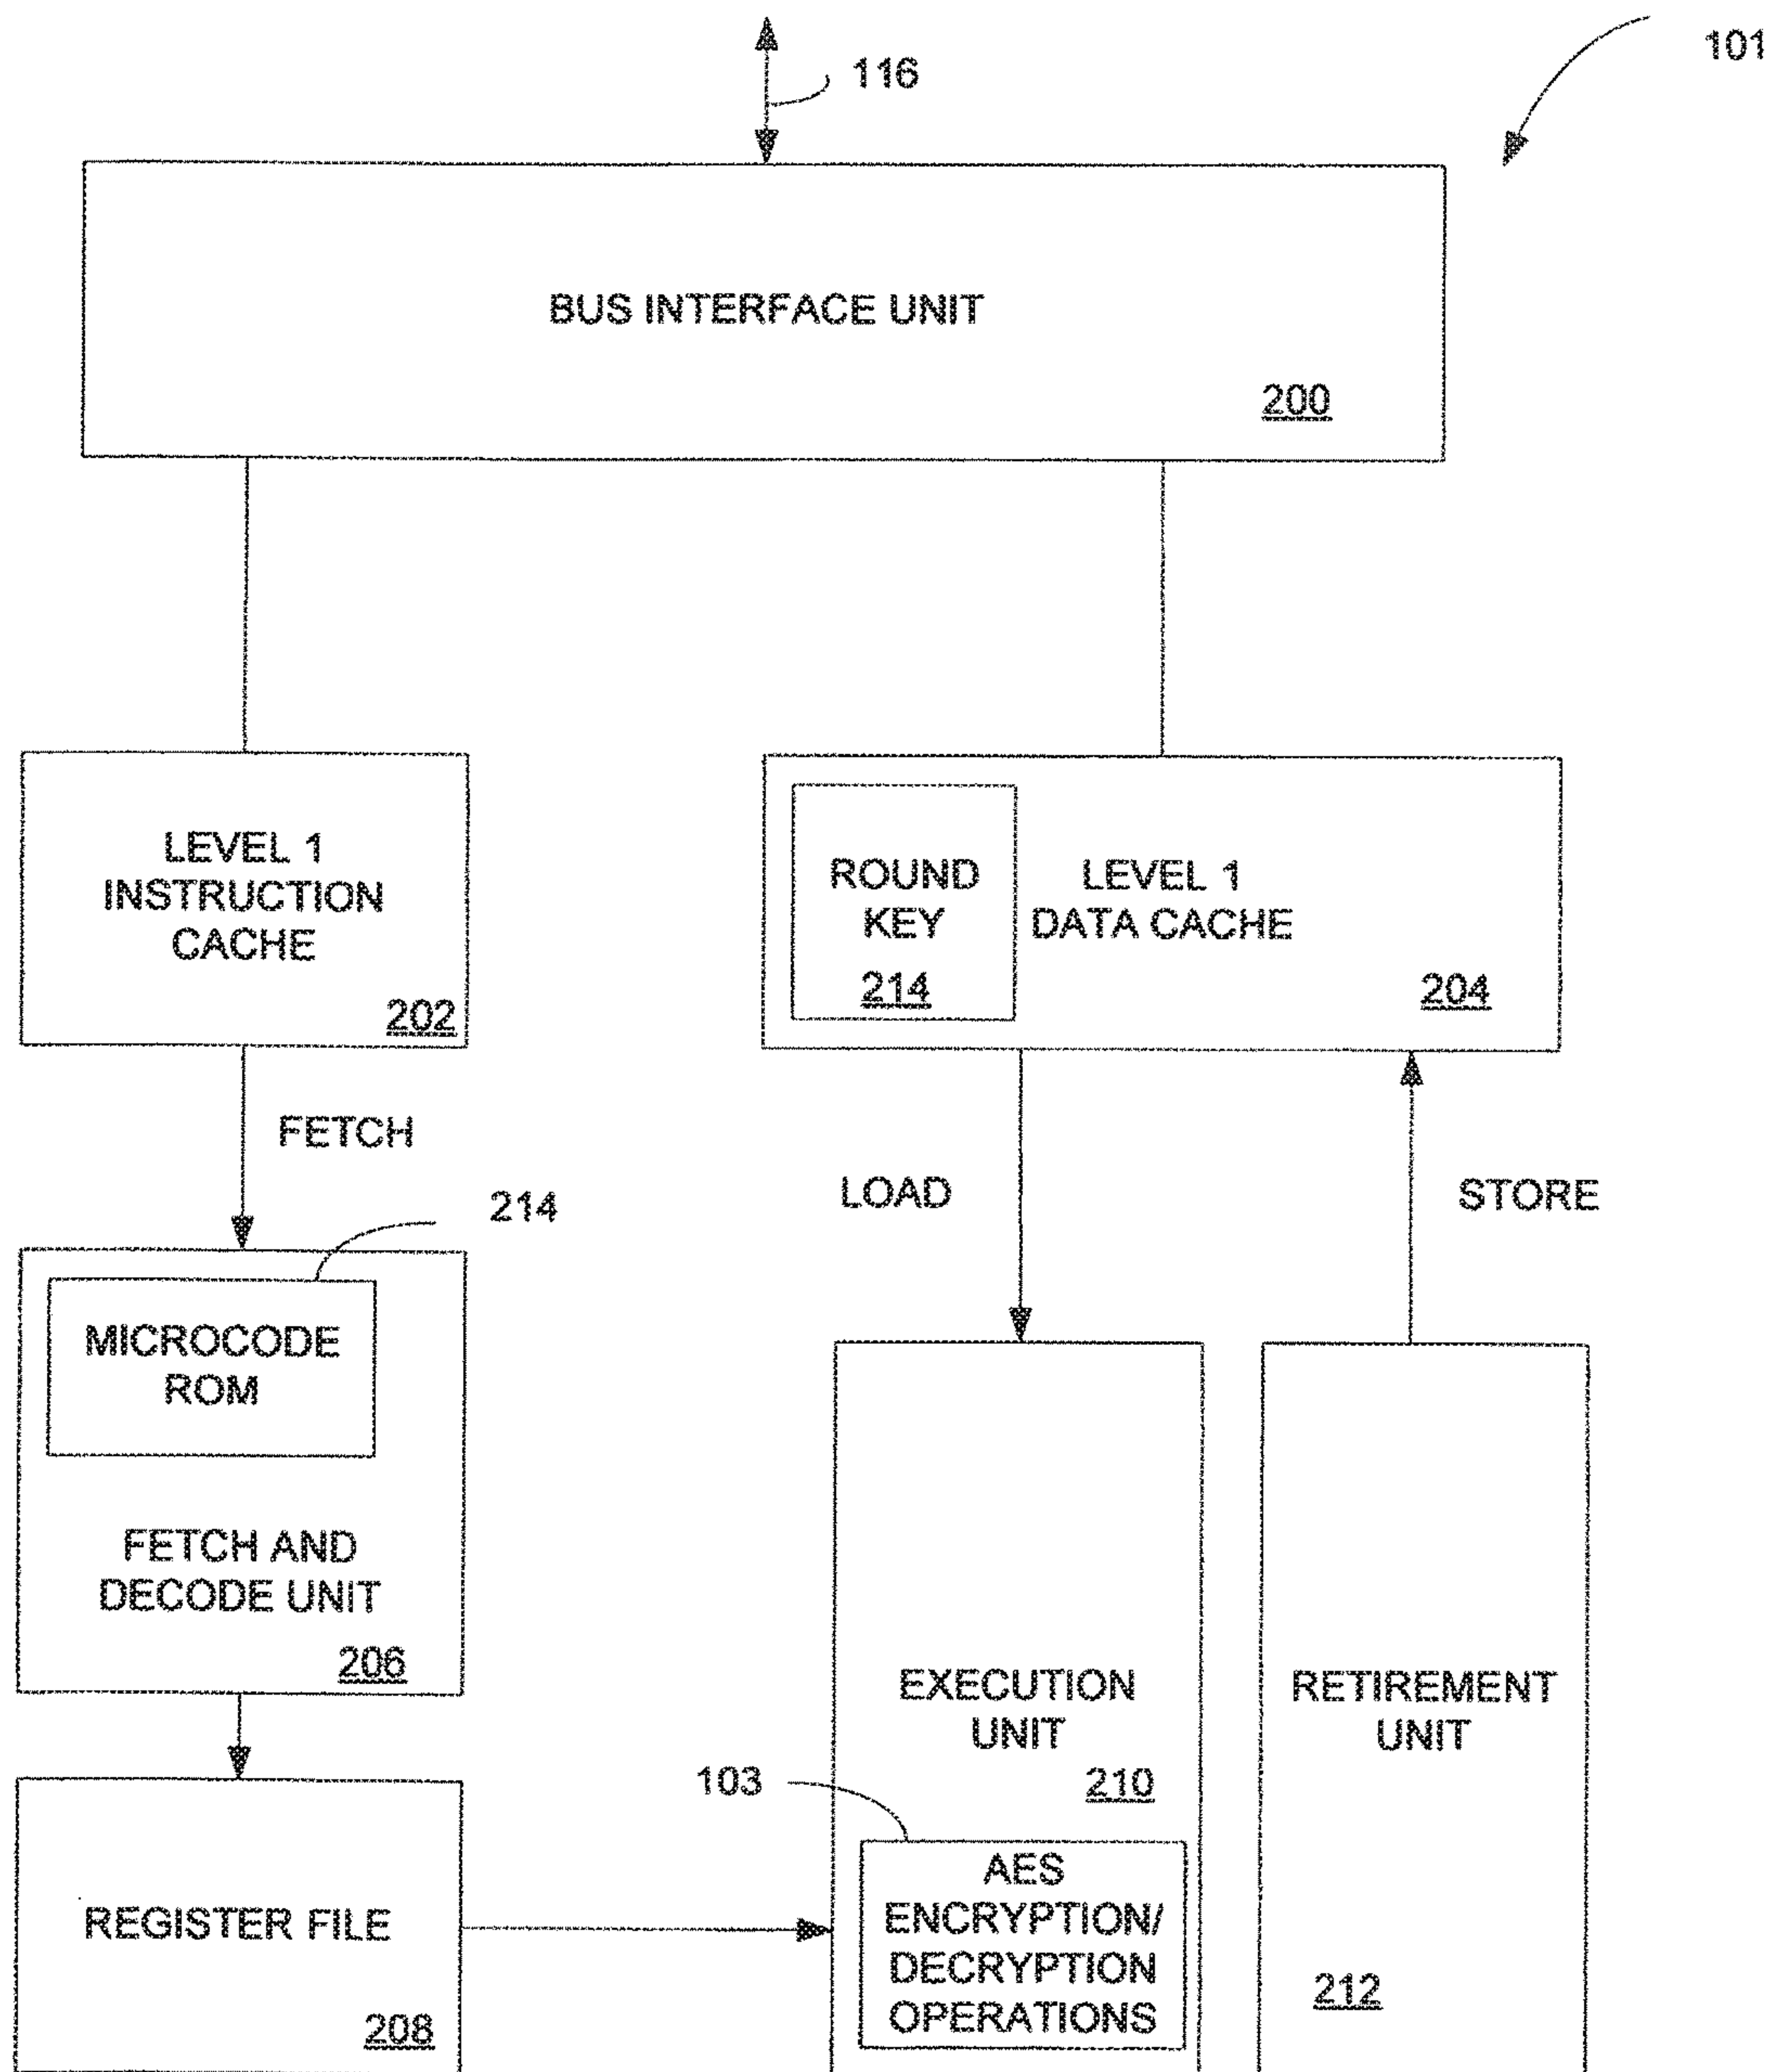 116
101
BUS INTERFACE UNIT
200
LEVEL 1
INSTRUCTION
CACHE
202
ROUND
KEY
214
LEVEL 1
DATA CACHE
204
FETCH
214
LOAD
STORE
MICROCODE
ROM
FETCH AND
DECODE UNIT
206
EXECUTION
UNIT
210
RETIREMENT
UNIT
212
103
AES
ENCRYPTION/
DECRYPTION
OPERATIONS
REGISTER FILE
208